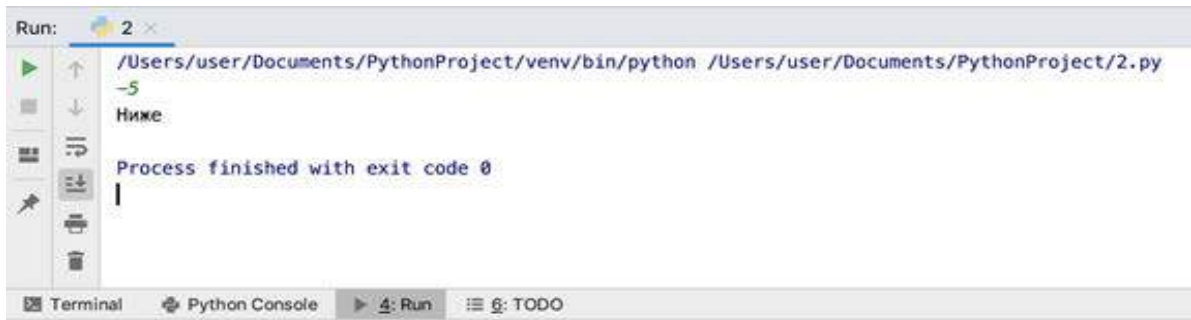 Run: 2
/Users/user/Documents/PythonProject/venv/bin/python /Users/user/Documents/PythonProject/2.py
-5
Ниже
Process finished with exit code 0
Terminal Python Console 4: Run 6: TODO